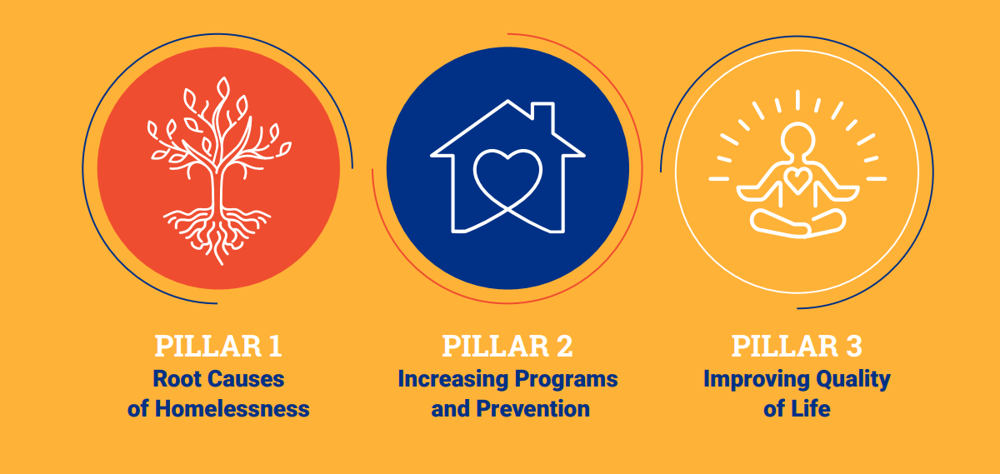 PILLAR 1
Root Causes
of Homelessness
PILLAR 2
Increasing Programs
and Prevention
PILLAR 3
Improving Quality
of Life